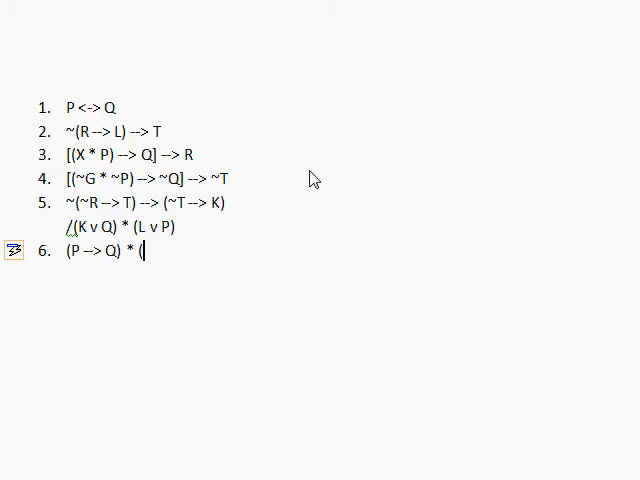 1. P <-> Q
2. ~(R --> L) --> T
3. [(X * P) --> Q] --> R
4. [(~G * ~P) --> ~Q] --> ~T
5. ~(~R --> T) --> (~T --> K)
/(K v Q) * (L v P)
6. (P --> Q) * (